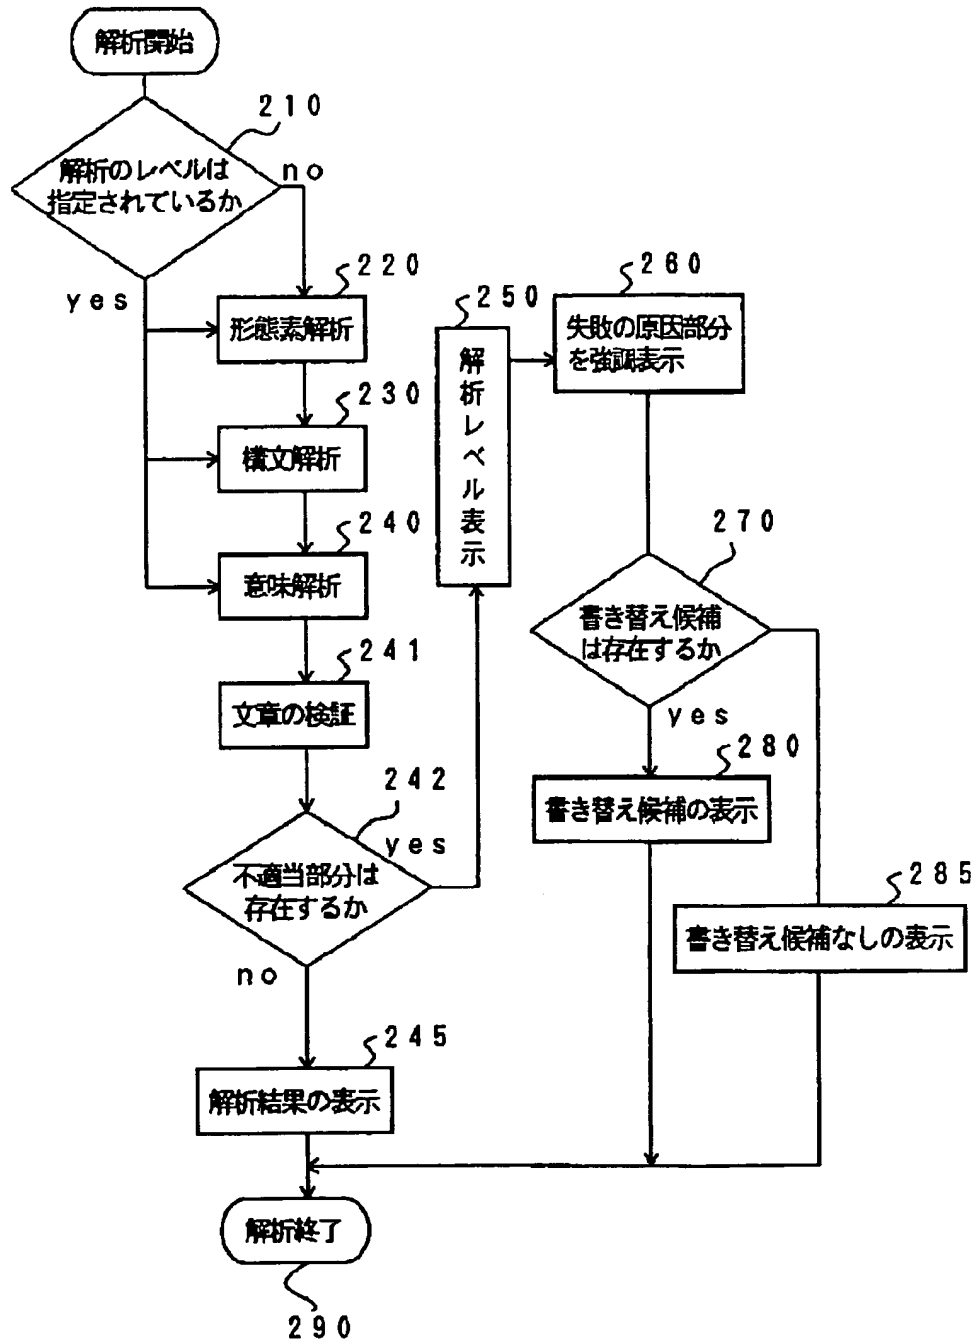 解析開始
210
解析のレベルは
指定されているか
no
yes
220
形態素解析
230
構文解析
240
意味解析
241
文章の検証
242
不適当部分は
存在するか
yes
no
245
解析結果の表示
解析終了
290
250
解析レベル表示
260
失敗の原因部分
を強調表示
270
書き替え候補
は存在するか
yes
280
書き替え候補の表示
285
書き替え候補なしの表示